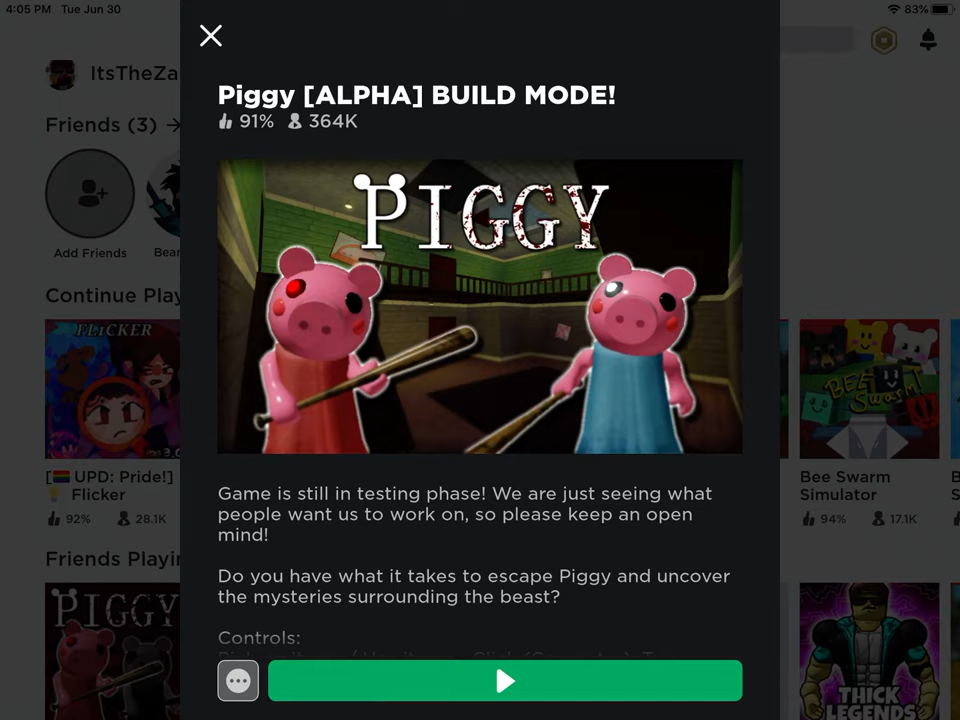 4:05 PM Tue Jun 30
83%
ItsTheZa
Friends (3) →
Add Friends
Bear
Continue Play
FLICKER
[🏳️‍🌈 UPD: Pride!]
💡 Flicker
92% 28.1K
Friends Playin
PIGGY
Piggy [ALPHA] BUILD MODE!
91% 364K
PIGGY
Game is still in testing phase! We are just seeing what
people want us to work on, so please keep an open
mind!
Do you have what it takes to escape Piggy and uncover
the mysteries surrounding the beast?
Controls:
BEE
Swarm!
Bee Swarm
Simulator
94% 17.1K
THICK
LEGENDS